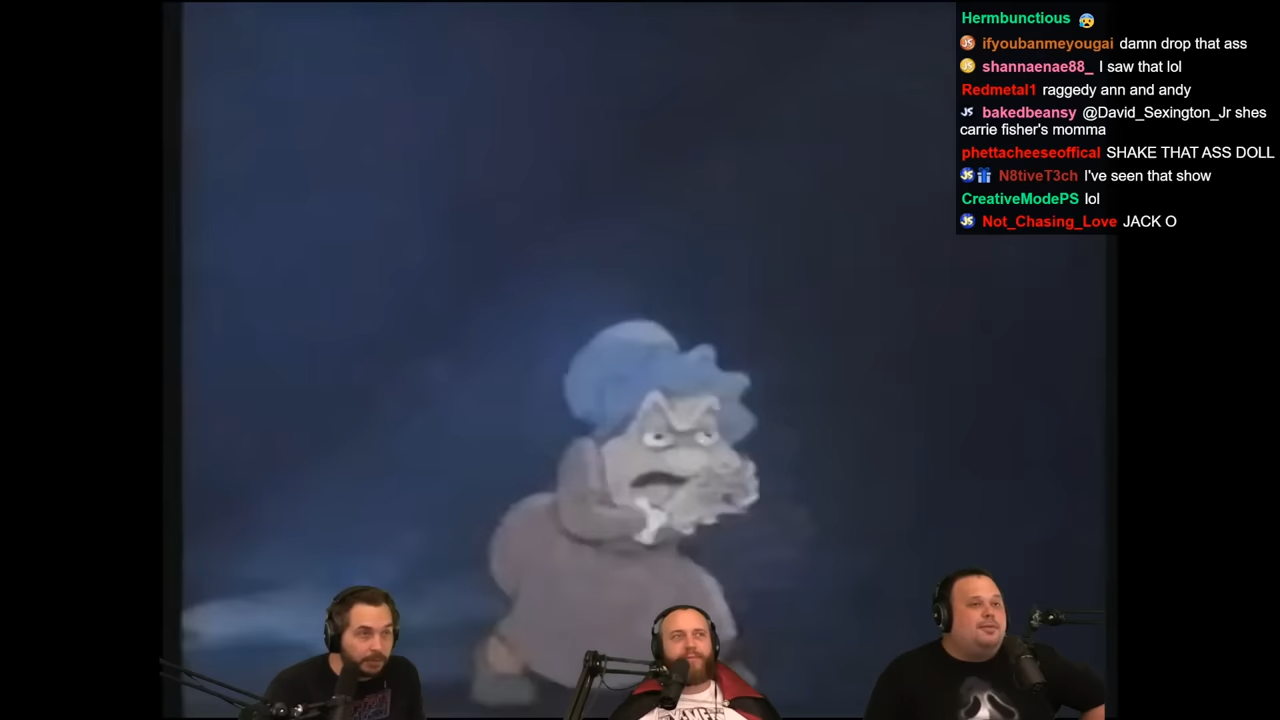 Hermbunctious
ifyoubanmeyougai damn drop that ass
shannaenae88_ I saw that lol
Redmetal1 raggedy ann and andy
bakedbeansy @David_Sexington_Jr shes
carrie fisher's momma
phettacheeseoffical SHAKE THAT ASS DOLL
N8tiveT3ch I've seen that show
CreativeModePS lol
Not_Chasing_Love JACK O